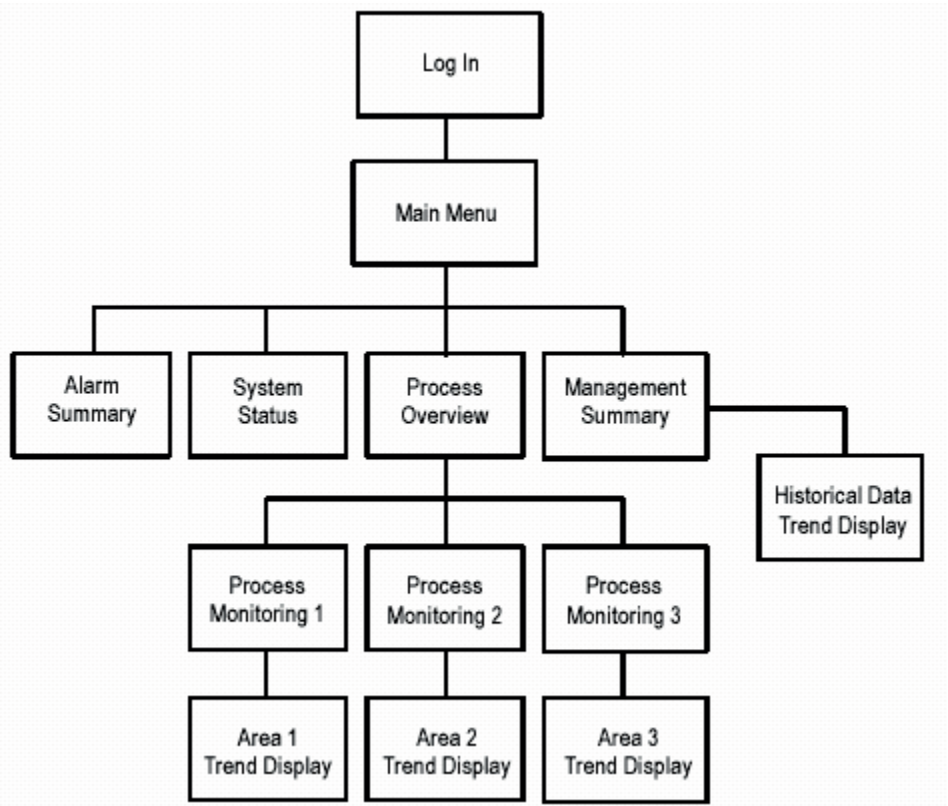 Log In
Main Menu
Alarm
Summary
System
Status
Process
Overview
Management
Summary
Historical Data
Trend Display
Process
Monitoring 1
Process
Monitoring 2
Process
Monitoring 3
Area 1
Trend Display
Area 2
Trend Display
Area 3
Trend Display